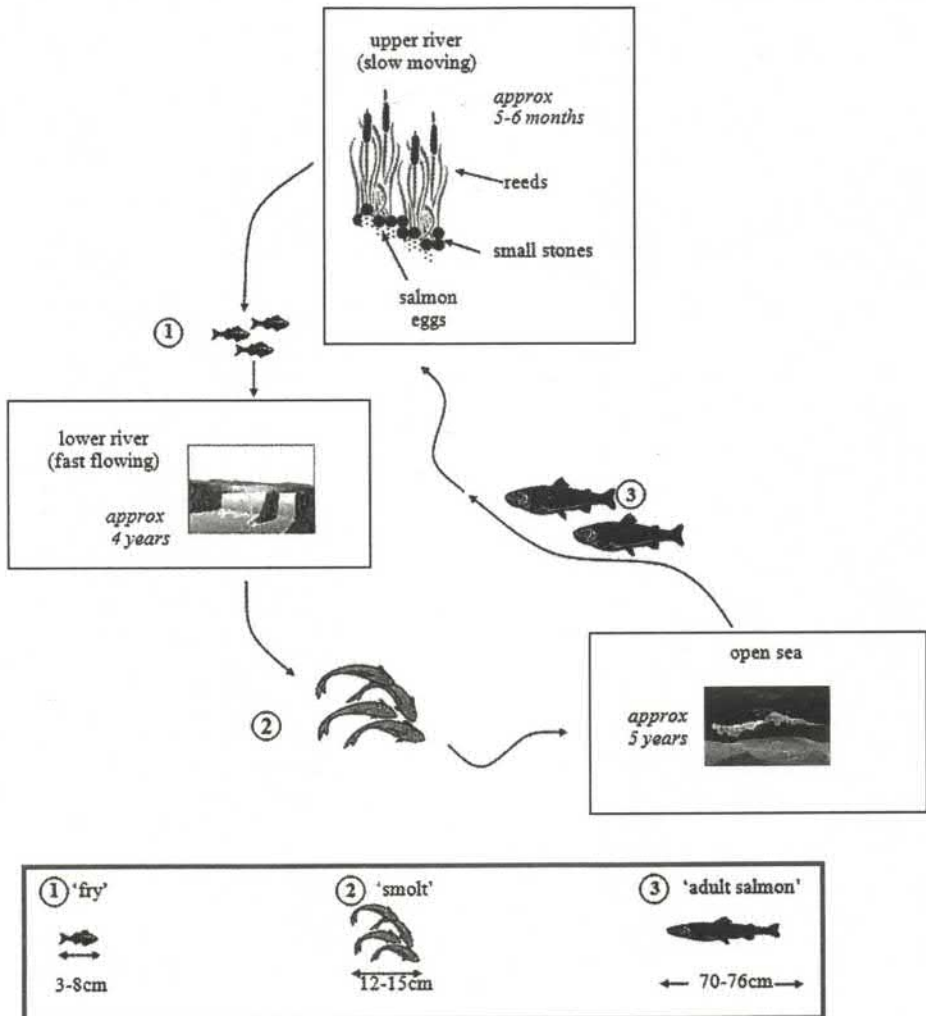 upper river
(slow moving)
approx
5-6 months
reeds
small stones
salmon
eggs
1
lower river
(fast flowing)
approx
4 years
3
open sea
approx
5 years
2
1 'fry'
3-8cm
2 'smolt'
12-15cm
3 'adult salmon'
70-76cm